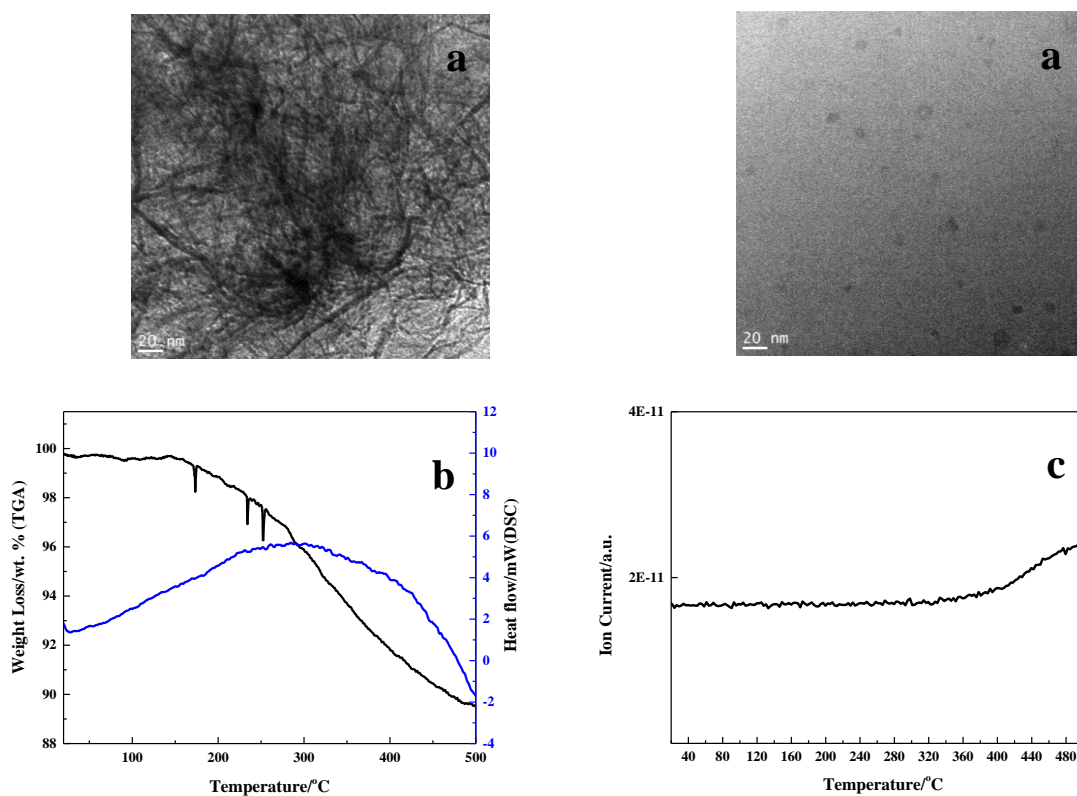 a
20 nm
a
20 nm
b
Weight Loss/wt. % (TGA)
100
98
96
94
92
90
88
12
10
8
6
4
2
0
-2
-4
Heat flow/mW(DSC)
100 200 300 400 500
Temperature/°C
c
Ion Current/a.u.
4E-11
2E-11
40 80 120 160 200 240 280 320 360 400 440 480
Temperature/°C